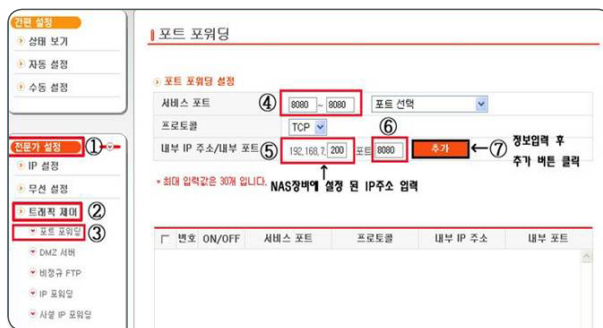 간편 설정
상태 보기
자동 설정
수동 설정
전문가 설정 ①
IP 설정
무선 설정
트래픽 제어 ②
포트 포워딩 ③
DMZ 서버
비정규 FTP
IP 포워딩
사설 IP 포워딩
포트 포워딩
포트 포워딩 설정
서비스 포트 ④ 8080 ~ 8080 포트 선택
프로토콜 TCP ⑥
내부 IP 주소/내부 포트 ⑤ 192.168.7. 200 포트 8080 추가 ⑦ 정보입력 후
추가 버튼 클릭
* 최대 입력값은 30개 입니다.
NAS장비에 설정 된 IP주소 입력
번호 ON/OFF 서비스 포트 프로토콜 내부 IP 주소 내부 포트